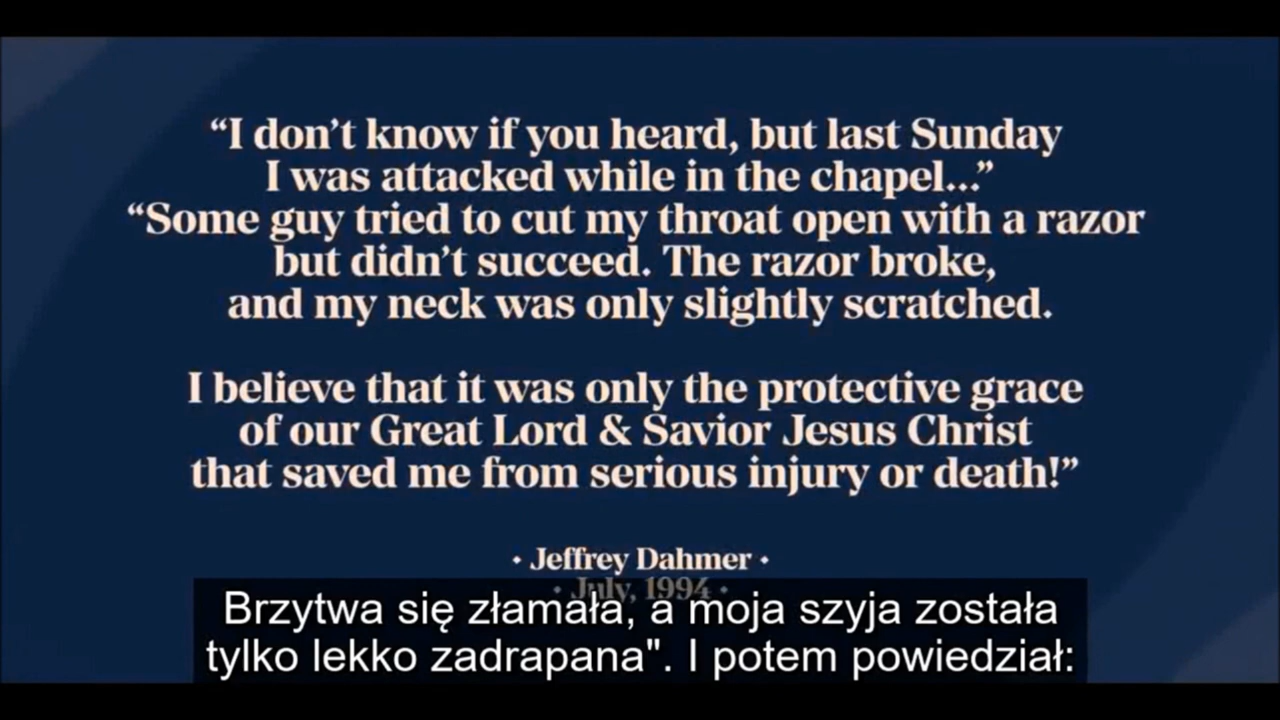 “I don’t know if you heard, but last Sunday
I was attacked while in the chapel...”
“Some guy tried to cut my throat open with a razor
but didn’t succeed. The razor broke,
and my neck was only slightly scratched.
I believe that it was only the protective grace
of our Great Lord & Savior Jesus Christ
that saved me from serious injury or death!”
• Jeffrey Dahmer •
• July, 1994 •
Brzytwa się złamała, a moja szyja została
tylko lekko zadrapana". I potem powiedział: